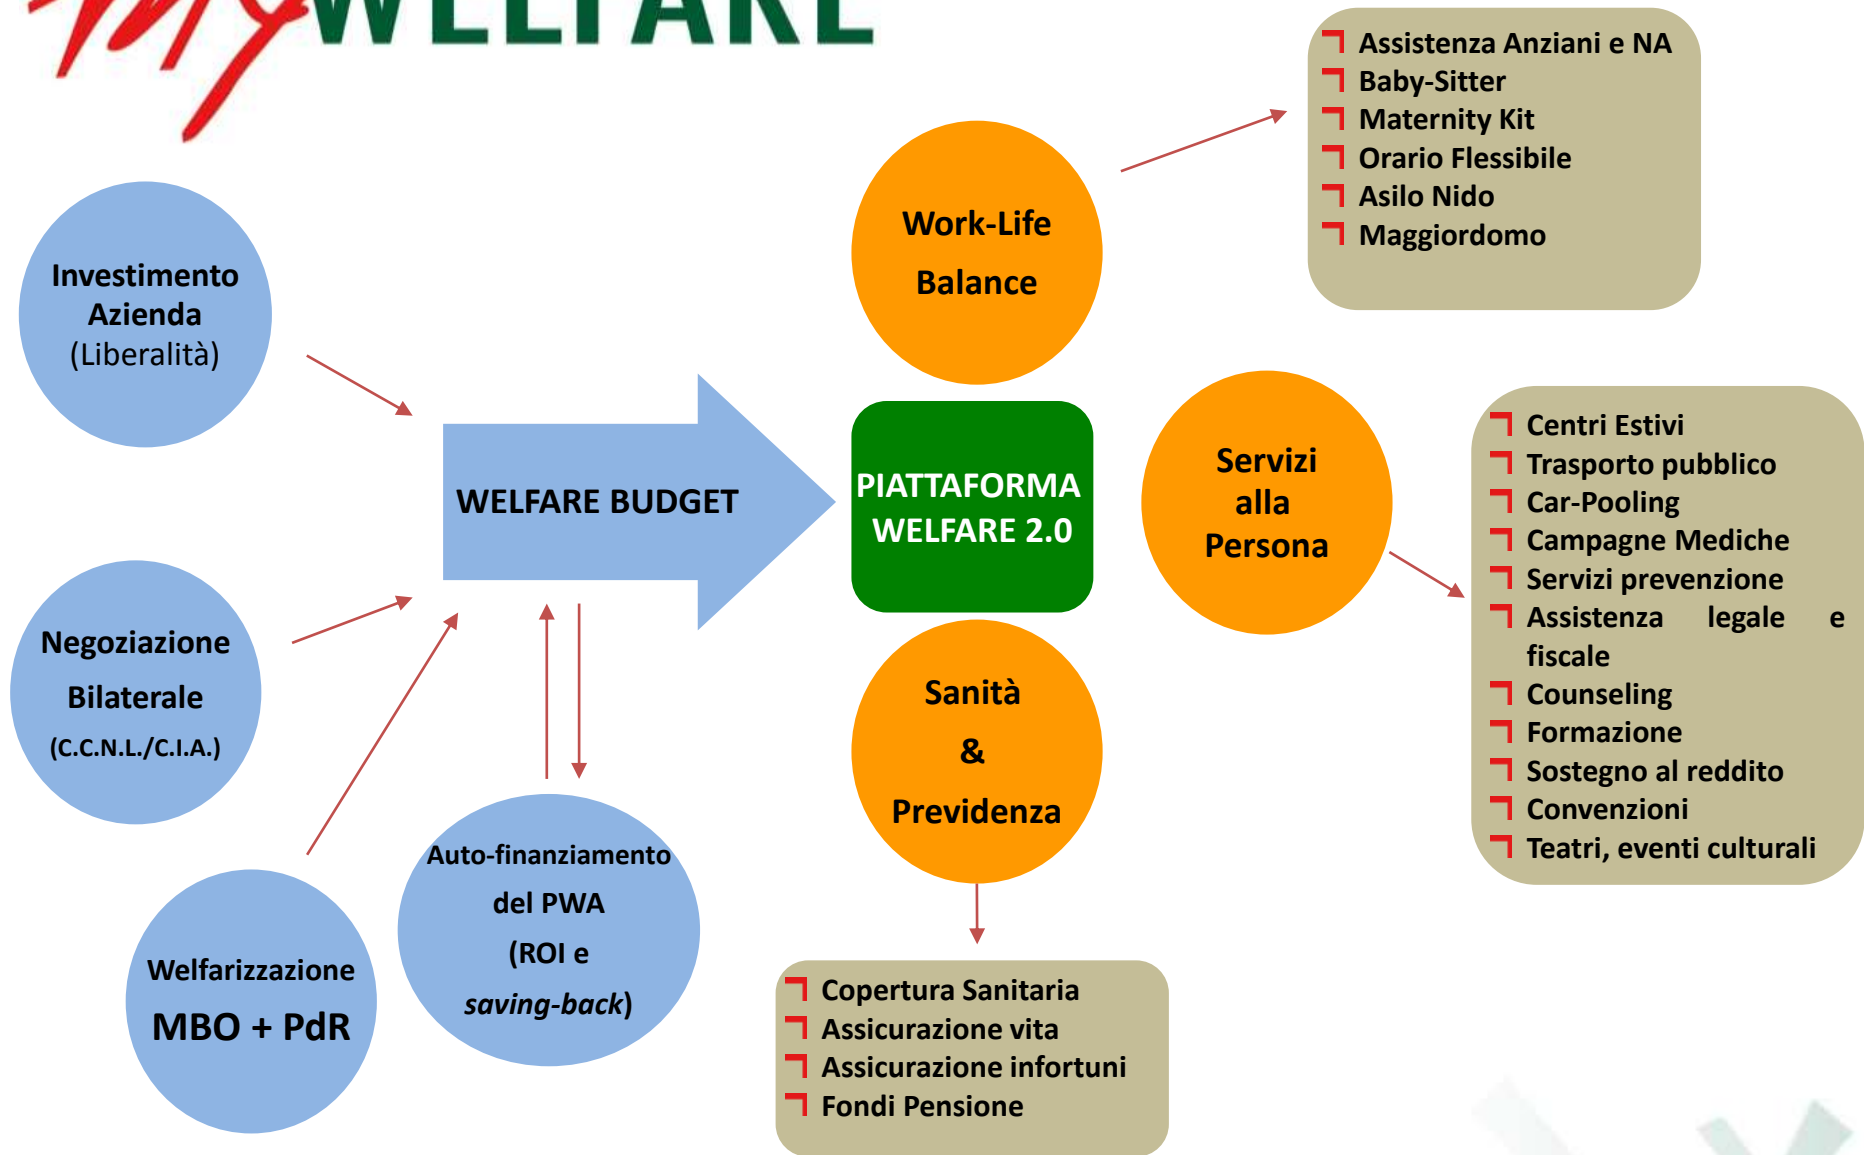 my WELFARE
Investimento
Azienda
(Liberalità)
Negoziazione
Bilaterale
(C.C.N.L./C.I.A.)
Welfarizzazione
MBO + PdR
Auto-finanziamento
del PWA
(ROI e
saving-back)
WELFARE BUDGET
PIATTAFORMA
WELFARE 2.0
Work-Life
Balance
Assistenza Anziani e NA
Baby-Sitter
Maternity Kit
Orario Flessibile
Asilo Nido
Maggiordomo
Servizi
alla
Persona
Centri Estivi
Trasporto pubblico
Car-Pooling
Campagne Mediche
Servizi prevenzione
Assistenza legale e
fiscale
Counseling
Formazione
Sostegno al reddito
Convenzioni
Teatri, eventi culturali
Sanità
&
Previdenza
Copertura Sanitaria
Assicurazione vita
Assicurazione infortuni
Fondi Pensione